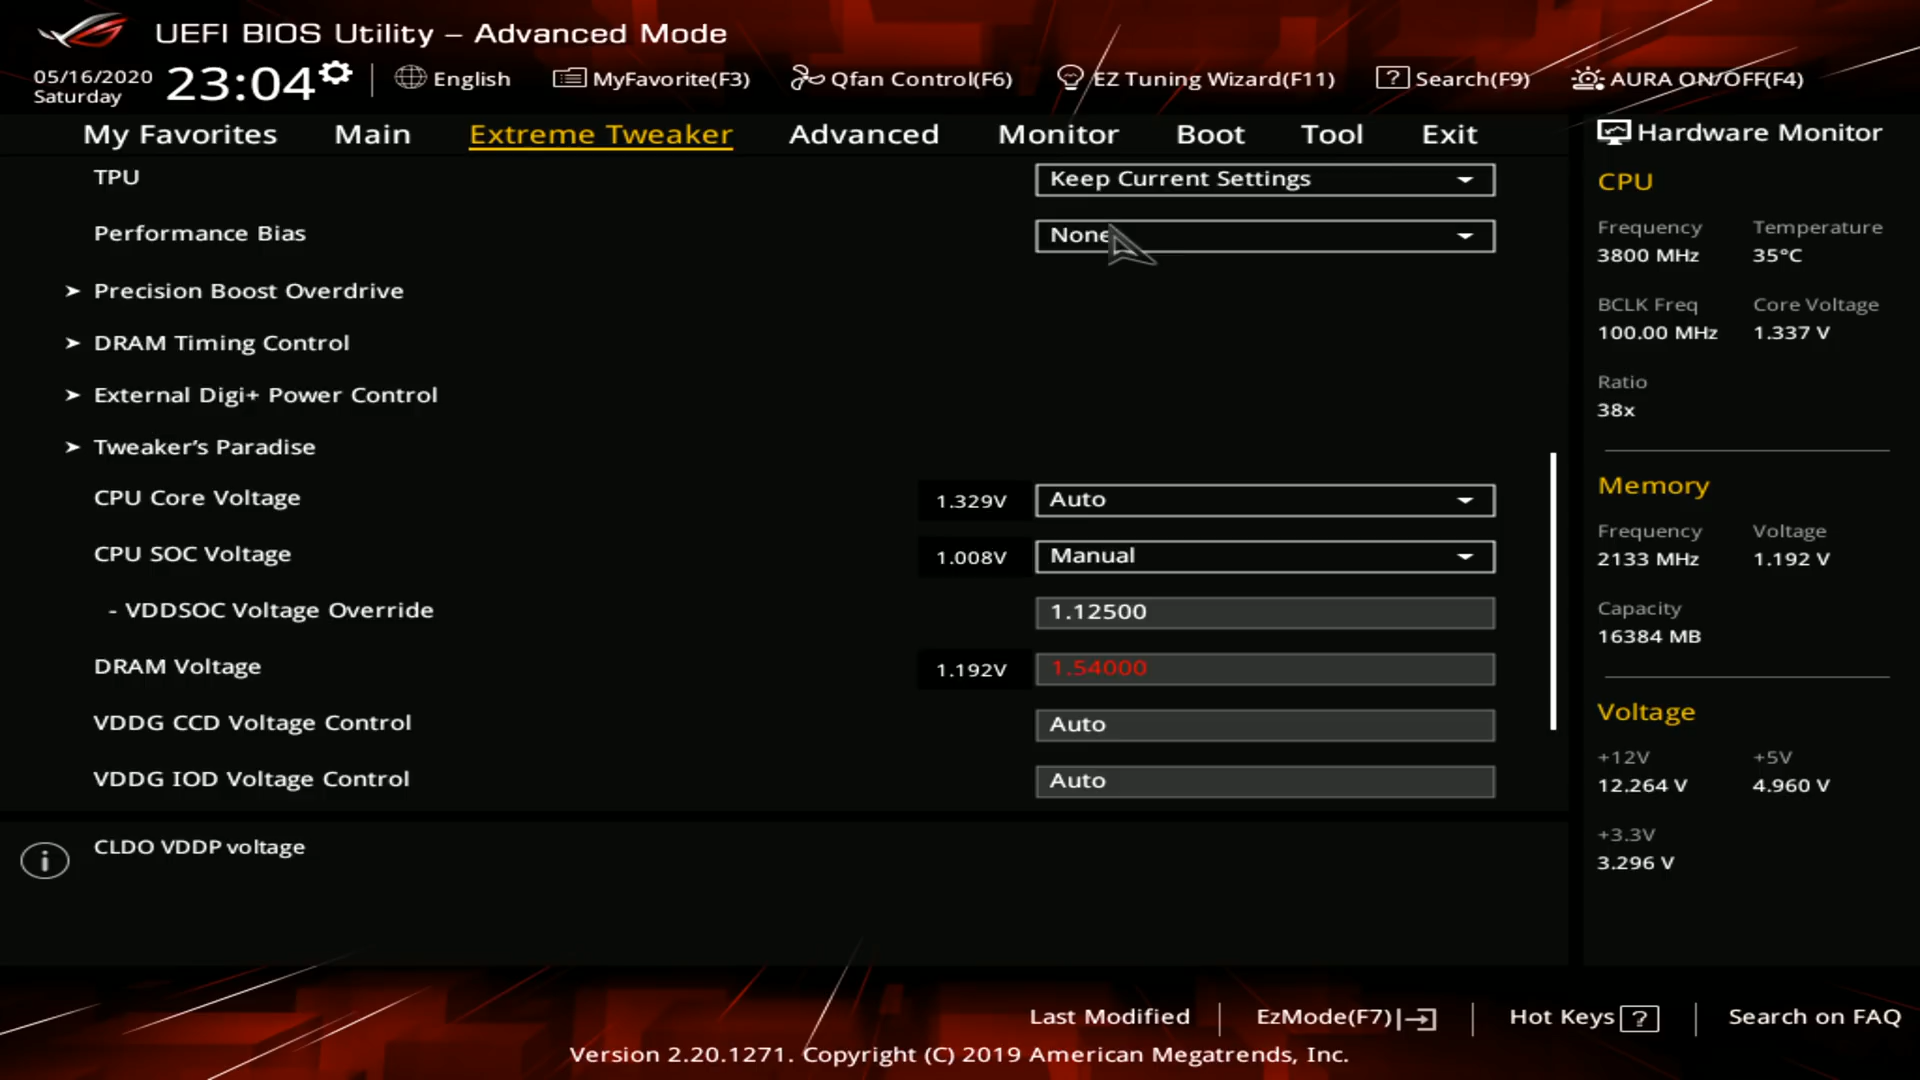 UEFI BIOS Utility – Advanced Mode
05/16/2020
Saturday
23:04
English
MyFavorite(F3)
Qfan Control(F6)
EZ Tuning Wizard(F11)
? Search(F9)
AURA ON/OFF(F4)
My Favorites
Main
Extreme Tweaker
Advanced
Monitor
Boot
Tool
Exit
TPU
Keep Current Settings
Performance Bias
None
Precision Boost Overdrive
DRAM Timing Control
External Digi+ Power Control
Tweaker's Paradise
CPU Core Voltage 1.329V Auto
CPU SOC Voltage 1.008V Manual
- VDDSOC Voltage Override 1.12500
DRAM Voltage 1.192V 1.54000
VDDG CCD Voltage Control Auto
VDDG IOD Voltage Control Auto
i CLDO VDDP voltage
Hardware Monitor
CPU
Frequency Temperature
3800 MHz 35°C
BCLK Freq Core Voltage
100.00 MHz 1.337 V
Ratio
38x
Memory
Frequency Voltage
2133 MHz 1.192 V
Capacity
16384 MB
Voltage
+12V +5V
12.264 V 4.960 V
+3.3V
3.296 V
Last Modified
EzMode(F7)
Hot Keys ?
Search on FAQ
Version 2.20.1271. Copyright (C) 2019 American Megatrends, Inc.